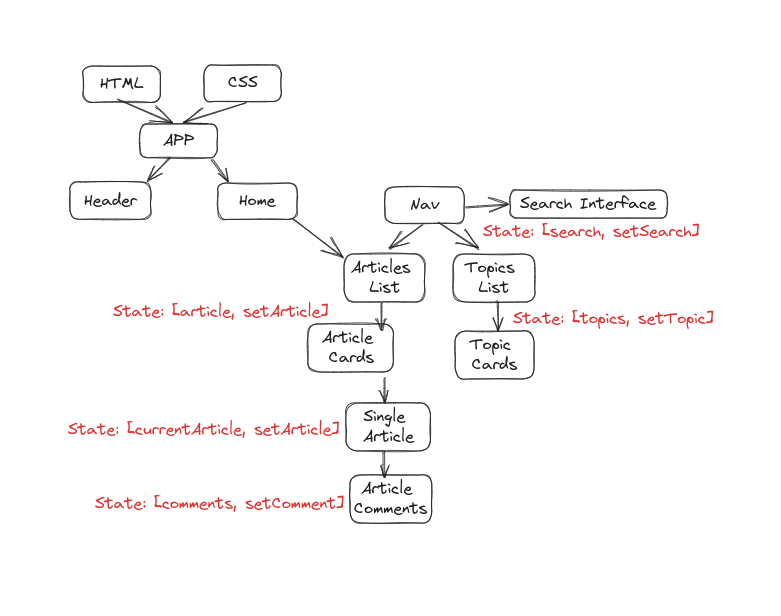 HTML
CSS
APP
Header
Home
Nav
Search Interface
State: [search, setSearch]
Articles
List
Topics
List
State: [article, setArticle]
State: [topics, setTopic]
Article
Cards
Topic
Cards
Single
Article
State: [currentArticle, setArticle]
Article
Comments
State: [comments, setComment]